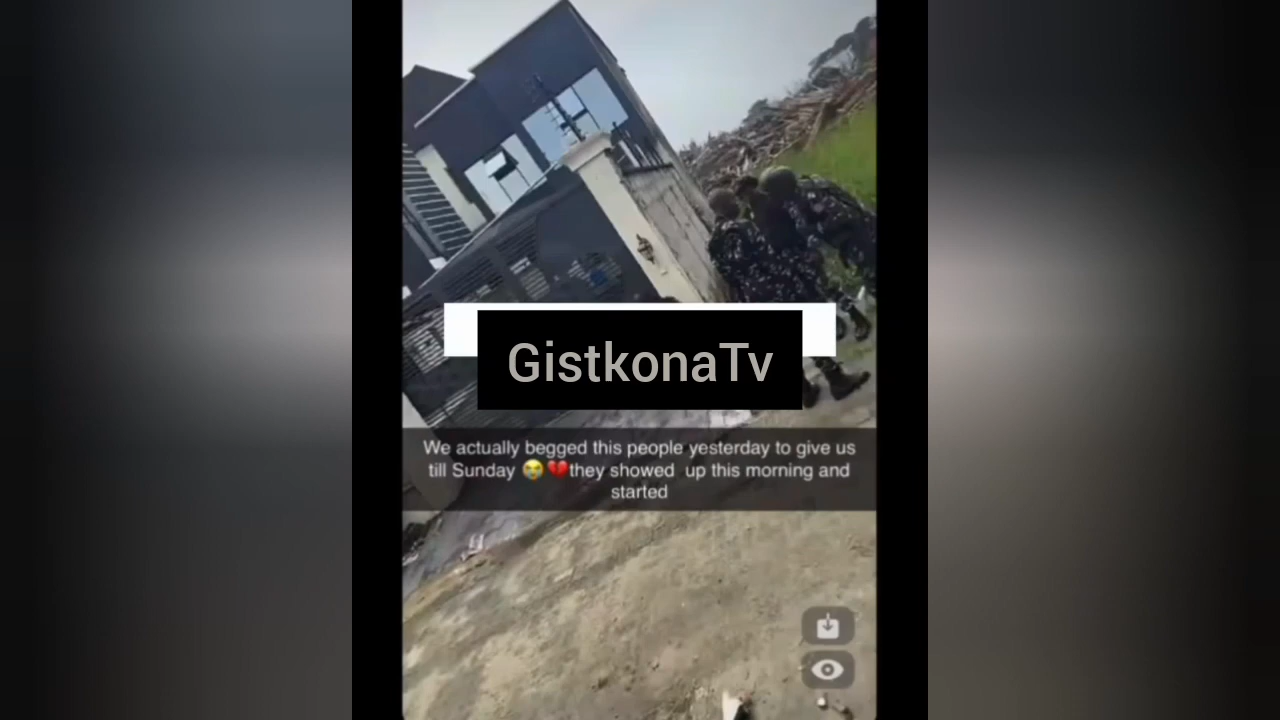 GistkonaTv
We actually begged this people yesterday to give us
till Sunday 😭💔they showed  up this morning and
started